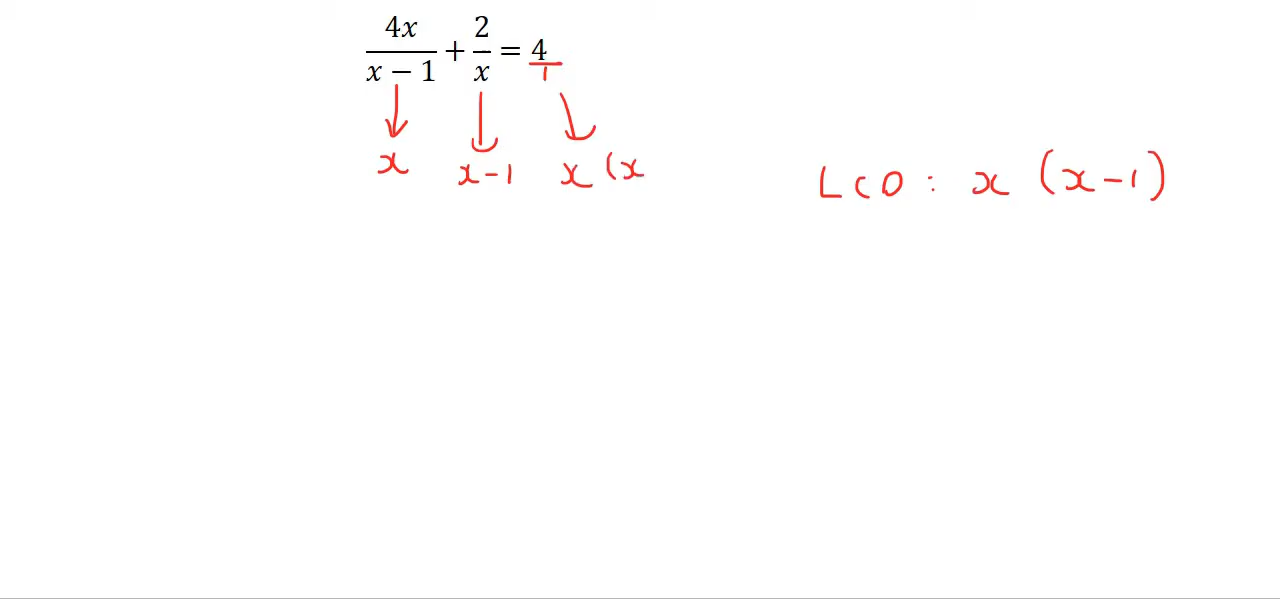 4x/(x − 1) + 2/x = 4/1
x x-1 x (x
LCD : x (x-1)